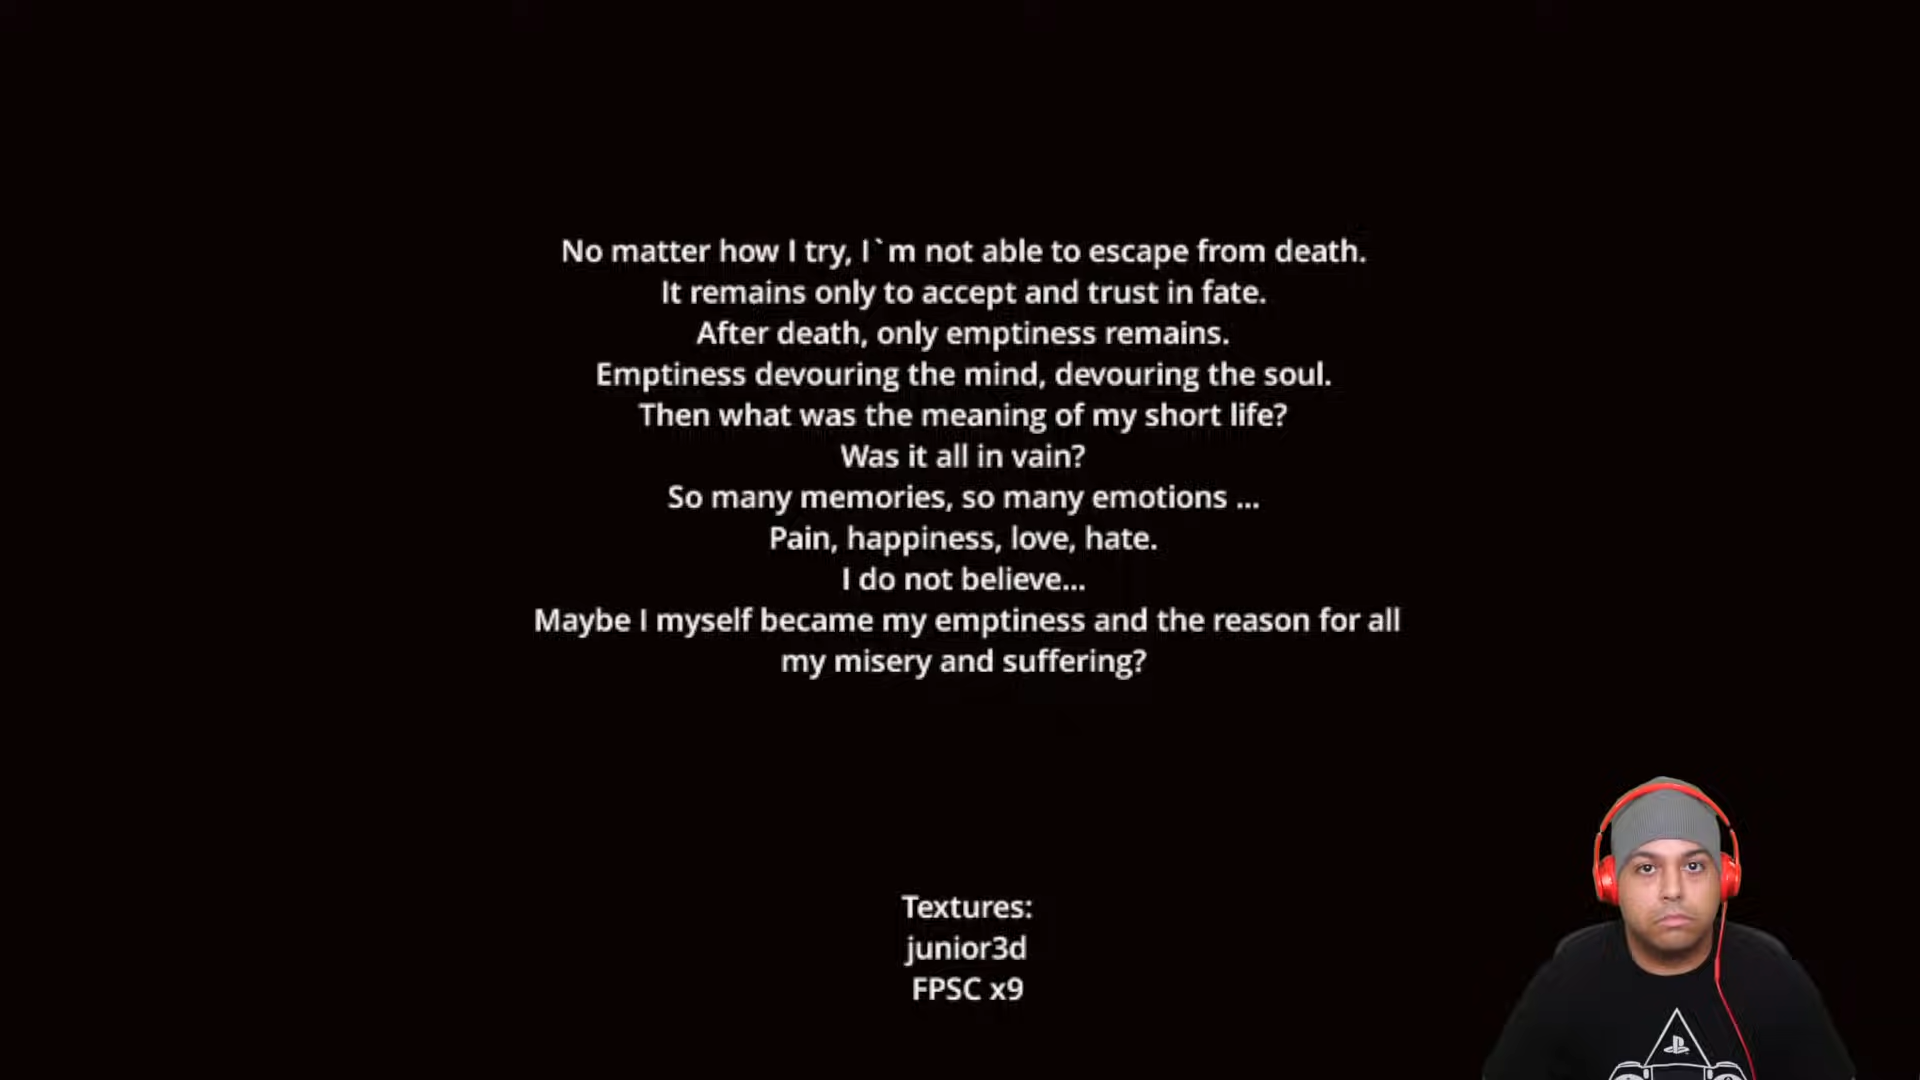 No matter how I try, I`m not able to escape from death.
It remains only to accept and trust in fate.
After death, only emptiness remains.
Emptiness devouring the mind, devouring the soul.
Then what was the meaning of my short life?
Was it all in vain?
So many memories, so many emotions ...
Pain, happiness, love, hate.
I do not believe...
Maybe I myself became my emptiness and the reason for all
my misery and suffering?
Textures:
junior3d
FPSC x9